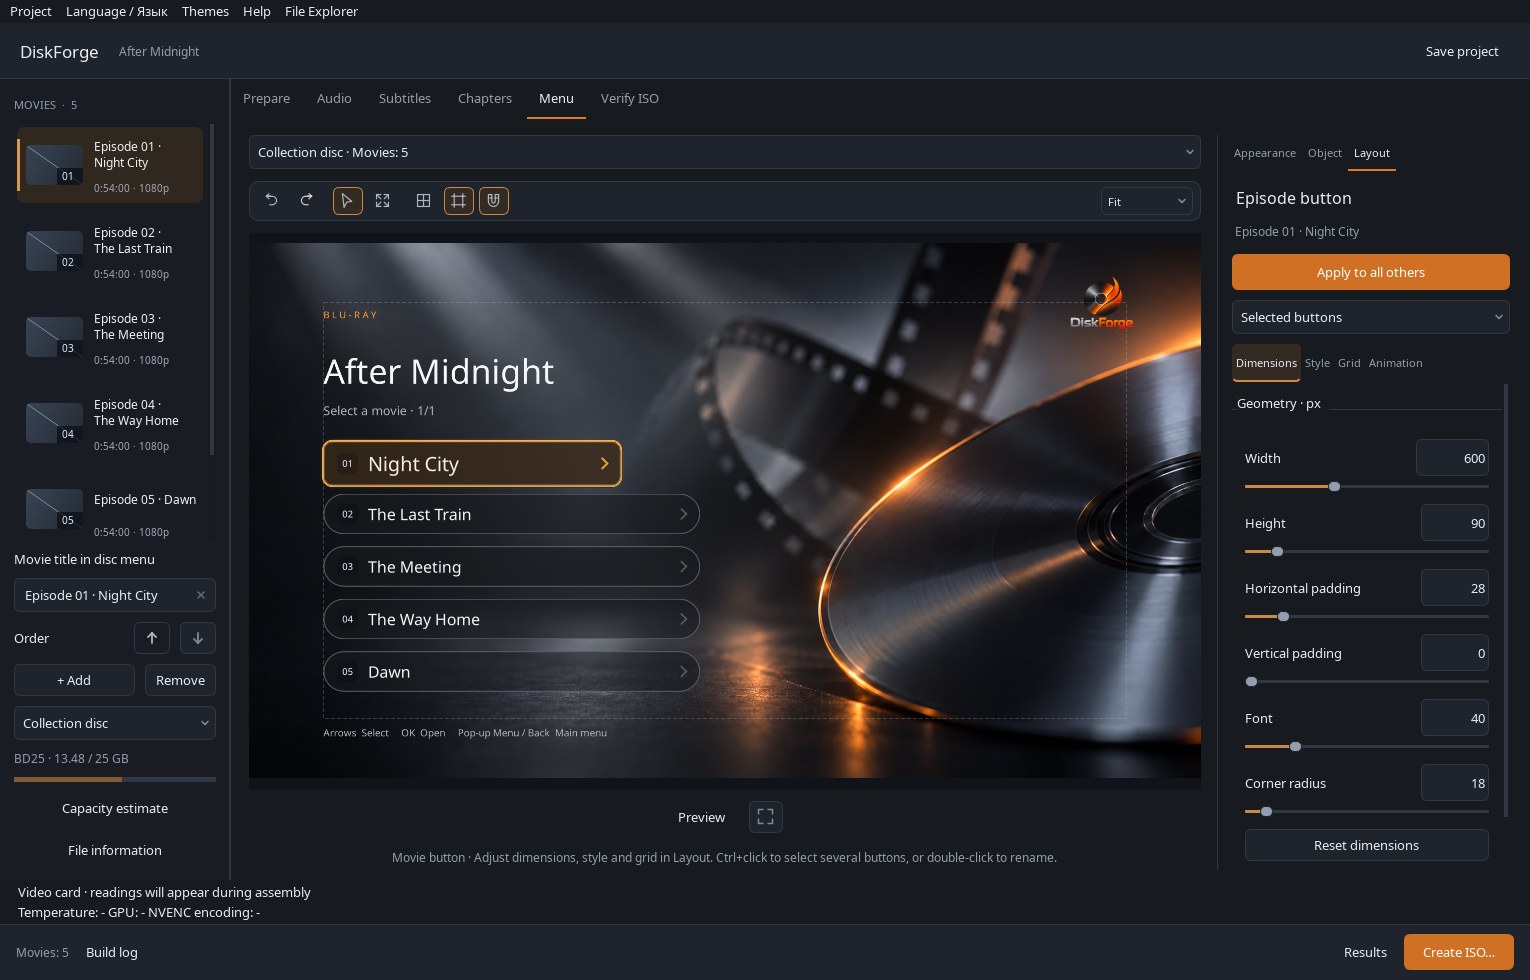 Project Language / Язык Themes Help File Explorer
DiskForge After Midnight Save project
MOVIES · 5
Episode 01 ·
Night City
01
0:54:00 · 1080p
Episode 02 ·
The Last Train
02
0:54:00 · 1080p
Episode 03 ·
The Meeting
03
0:54:00 · 1080p
Episode 04 ·
The Way Home
04
0:54:00 · 1080p
Episode 05 · Dawn
05
0:54:00 · 1080p
Movie title in disc menu
Episode 01 · Night City
Order
+ Add Remove
Collection disc
BD25 · 13.48 / 25 GB
Capacity estimate
File information
Prepare Audio Subtitles Chapters Menu Verify ISO
Collection disc · Movies: 5
Fit
DiskForge
BLU-RAY
After Midnight
Select a movie · 1/1
01 Night City
02 The Last Train
03 The Meeting
04 The Way Home
05 Dawn
Arrows Select OK Open Pop-up Menu / Back Main menu
Preview
Movie button · Adjust dimensions, style and grid in Layout. Ctrl+click to select several buttons, or double-click to rename.
Appearance Object Layout
Episode button
Episode 01 · Night City
Apply to all others
Selected buttons
Dimensions Style Grid Animation
Geometry · px
Width 600
Height 90
Horizontal padding 28
Vertical padding 0
Font 40
Corner radius 18
Reset dimensions
Video card · readings will appear during assembly
Temperature: - GPU: - NVENC encoding: -
Movies: 5 Build log Results Create ISO...